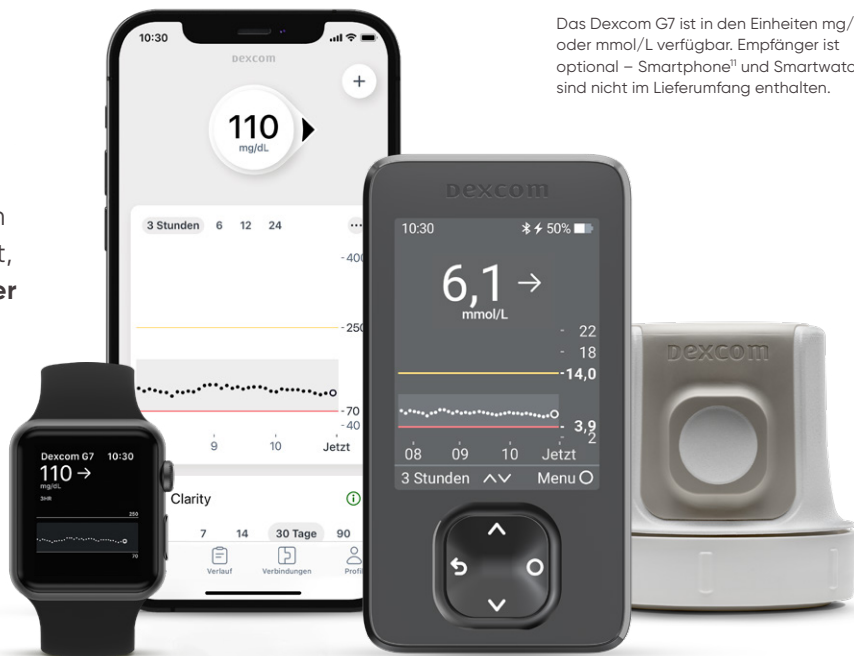 Das Dexcom G7 ist in den Einheiten mg/
oder mmol/L verfügbar. Empfänger ist
optional – Smartphone¹¹ und Smartwatc
sind nicht im Lieferumfang enthalten.
n
t,
er
10:30
Dexcom
+
110
mg/dL
3 Stunden 6 12 24 ...
400
250
70
40
9 10 Jetzt
Clarity
7 14 30 Tage 90
Verlauf Verbindungen Profil
Dexcom G7 10:30
110 →
mg/dL
3HR
250
70
Dexcom
10:30 50%
6,1 →
mmol/L
22
18
14,0
3,9
2
08 09 10 Jetzt
3 Stunden Menu
Dexcom